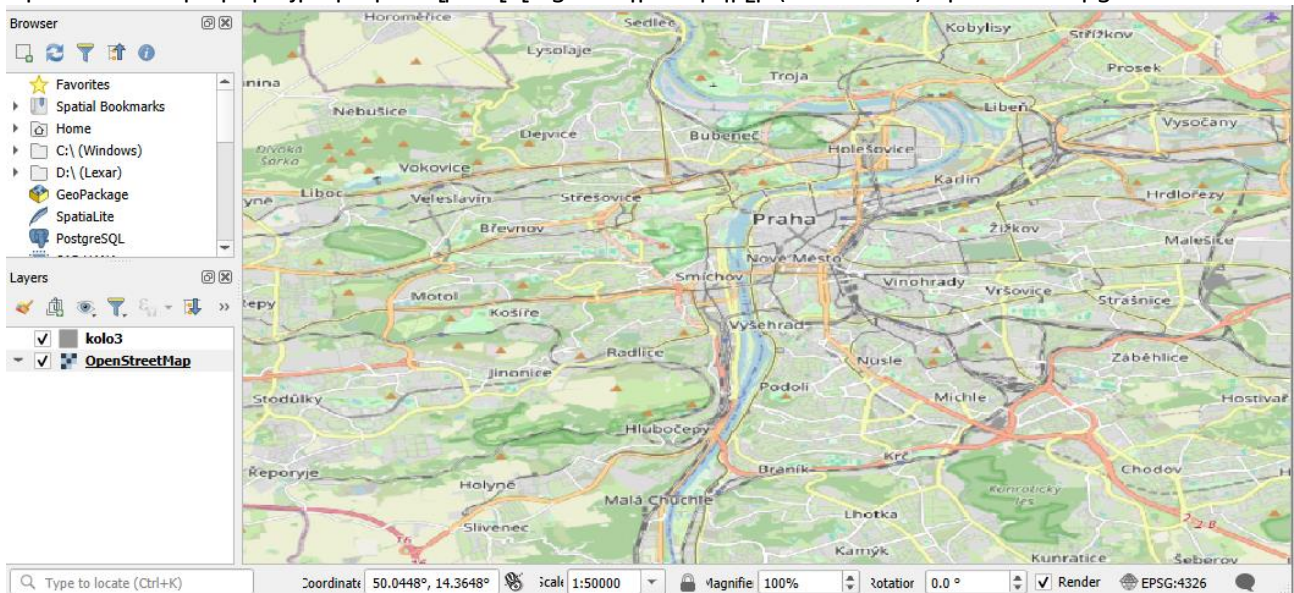 Browser
Favorites
Spatial Bookmarks
Home
C:\ (Windows)
D:\ (Lexar)
GeoPackage
SpatiaLite
PostgreSQL
Layers
kolo3
OpenStreetMap
Horoměřice
Sedlec
Kobylisy
Střížkov
Lysolaje
Prosek
Troja
Nebušice
Libeň
Vysočany
Dejvice
Bubeneč
Holešovice
Divoká
Šárka
Vokovice
Karlín
Liboc
Veleslavín
Střešovice
Hrdlořezy
Praha
Břevnov
Žižkov
Malešice
Nové Město
Smíchov
Vinohrady
Vršovice
Strašnice
Motol
Košíře
Vyšehrad
Radlice
Nusle
Záběhlice
Jinonice
Podolí
Stodůlky
Michle
Hostivař
Hlubočepy
Krč
Řeporyje
Braník
Chodov
Holyně
Kunratický
les
Malá Chuchle
Lhotka
Slivenec
Kamýk
Kunratice
Šeberov
Type to locate (Ctrl+K)
Coordinate 50.0448°, 14.3648° Scale 1:50000 Magnifie 100% Rotation 0.0 ° Render EPSG:4326